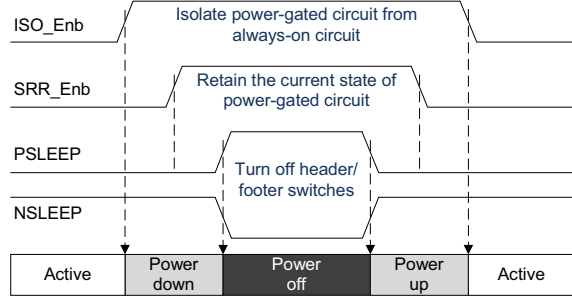 ISO_Enb
Isolate power-gated circuit from
always-on circuit
SRR_Enb
Retain the current state of
power-gated circuit
PSLEEP
Turn off header/
footer switches
NSLEEP
Active
Power
down
Power
off
Power
up
Active